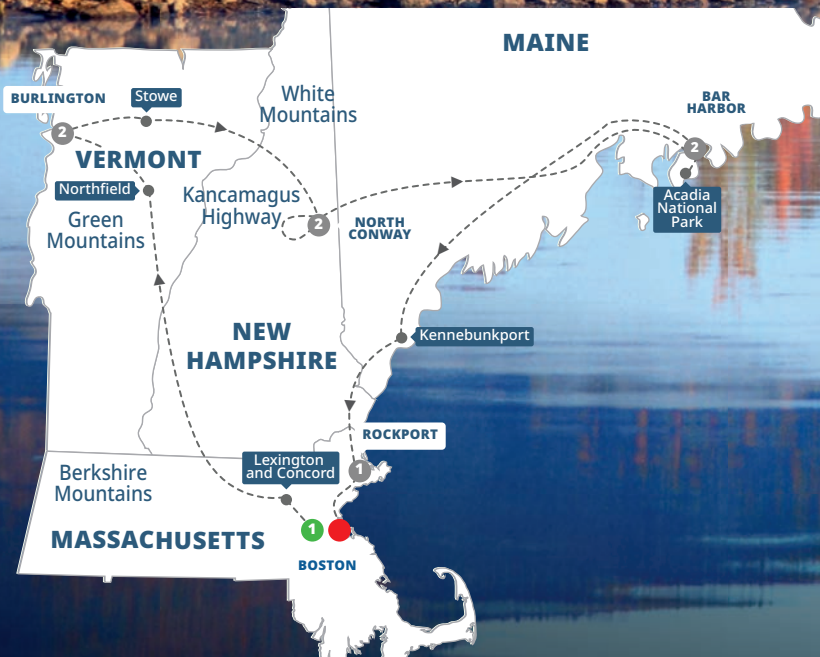 MAINE
BAR
HARBOR
BURLINGTON
Stowe
White
Mountains
2
2
VERMONT
Northfield
Kancamagus
Highway
Acadia
National
Park
Green
Mountains
2
NORTH
CONWAY
NEW
HAMPSHIRE
Kennebunkport
ROCKPORT
Lexington
and Concord
1
Berkshire
Mountains
MASSACHUSETTS
1
BOSTON